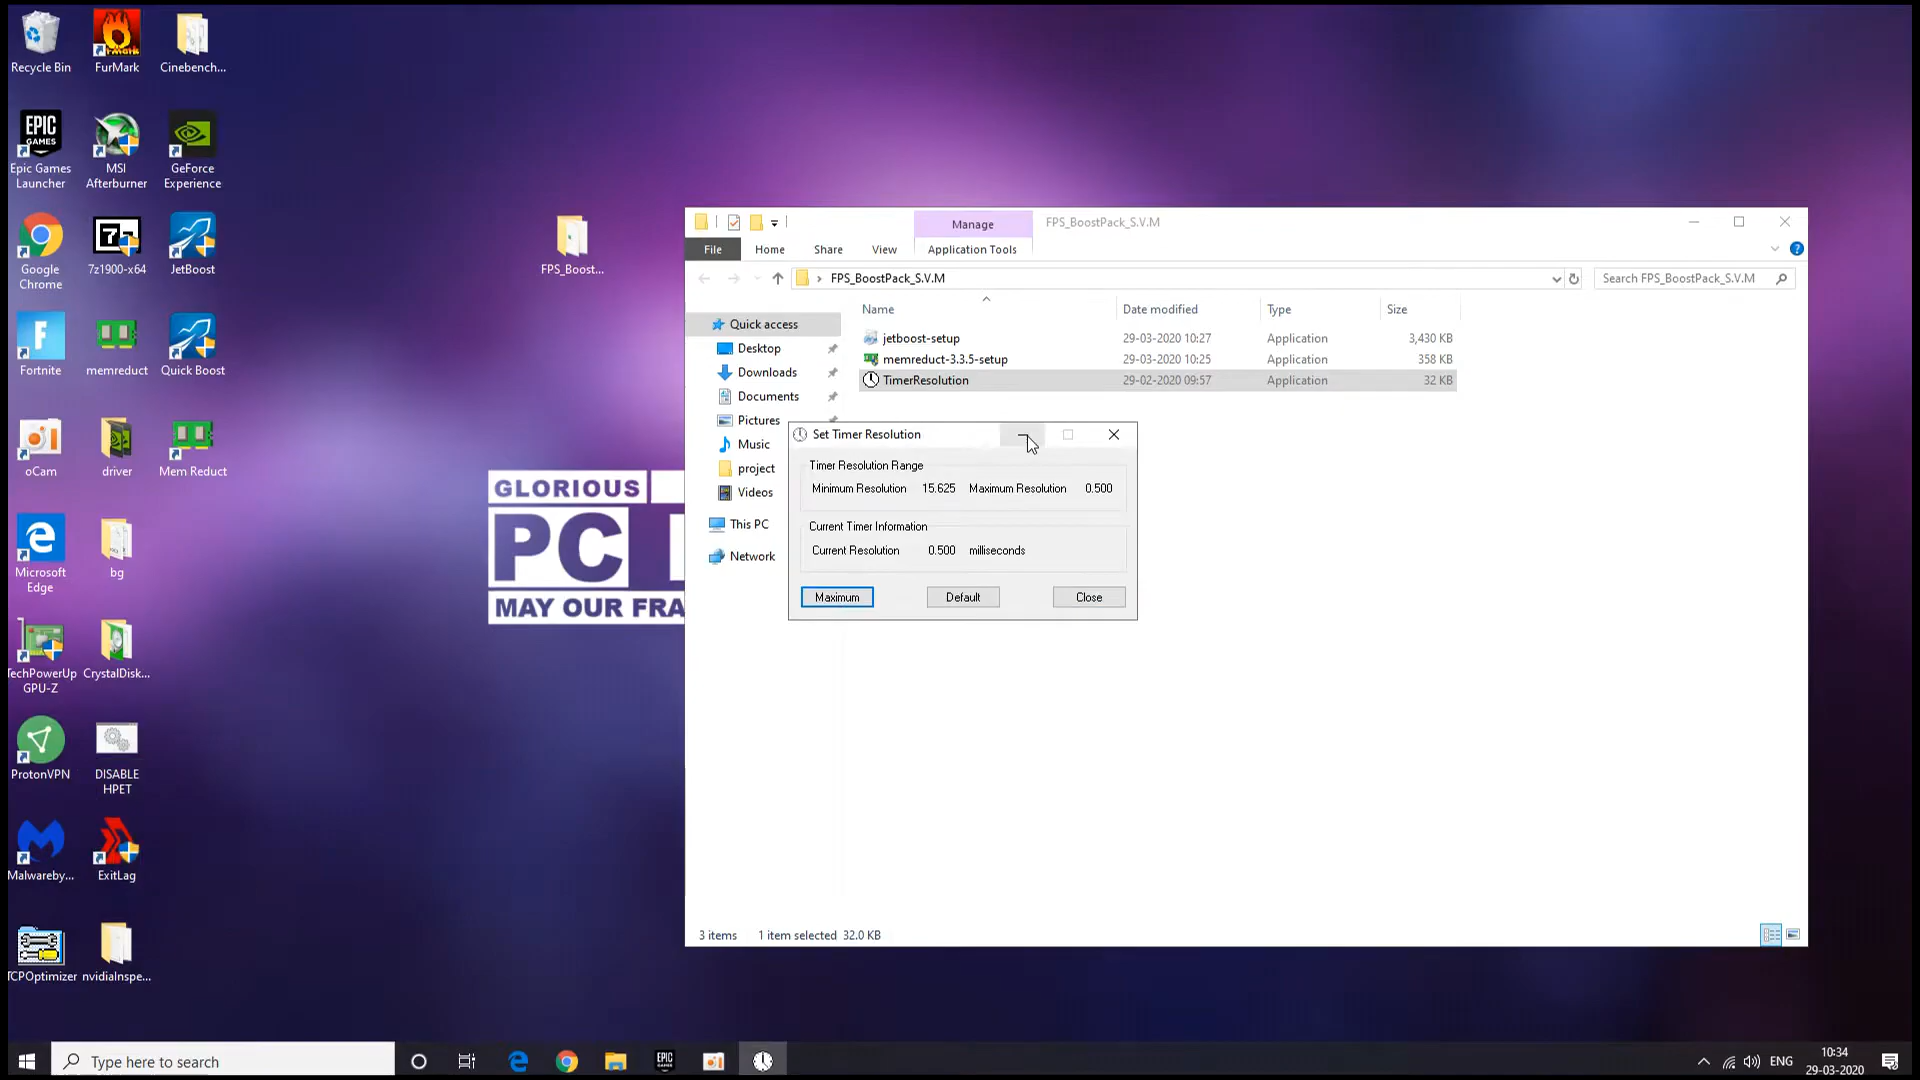 Recycle Bin
FurMark
Cinebench...
Epic Games
Launcher
MSI
Afterburner
GeForce
Experience
Google
Chrome
7z1900-x64
JetBoost
Fortnite
memreduct
Quick Boost
oCam
driver
Mem Reduct
Microsoft
Edge
bg
TechPowerUp
GPU-Z
CrystalDisk...
ProtonVPN
DISABLE
HPET
Malwareby...
ExitLag
TCPOptimizer
nvidiaInspe...
EPIC
GAMES
FPS_Boost...
GLORIOUS
PC
MAY OUR FRA
Manage
FPS_BoostPack_S.V.M
File
Home
Share
View
Application Tools
FPS_BoostPack_S.V.M
Search FPS_BoostPack_S.V.M
Name
Date modified
Type
Size
jetboost-setup
29-03-2020 10:27
Application
3,430 KB
memreduct-3.3.5-setup
29-03-2020 10:25
Application
358 KB
TimerResolution
29-02-2020 09:57
Application
32 KB
Quick access
Desktop
Downloads
Documents
Pictures
Music
project
Videos
This PC
Network
Set Timer Resolution
Timer Resolution Range
Minimum Resolution 15.625 Maximum Resolution 0.500
Current Timer Information
Current Resolution 0.500 milliseconds
Maximum
Default
Close
3 items
1 item selected 32.0 KB
Type here to search
EPIC
ENG
10:34
29-03-2020